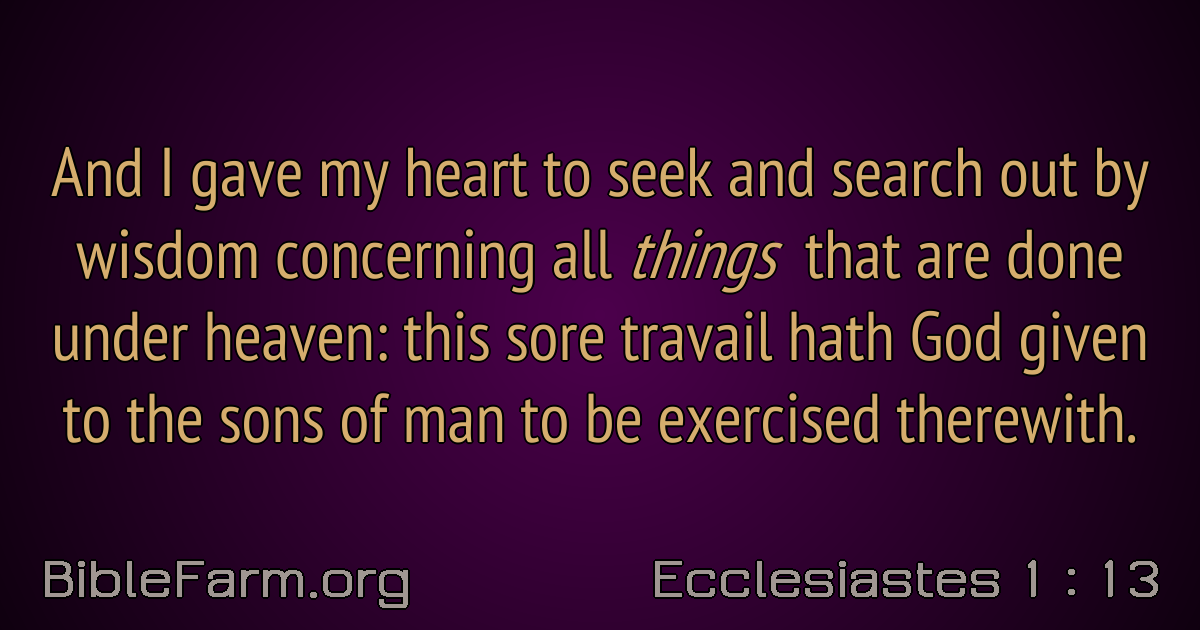 And I gave my heart to seek and search out by
wisdom concerning all things that are done
under heaven: this sore travail hath God given
to the sons of man to be exercised therewith.
BibleFarm.org
Ecclesiastes 1 : 13